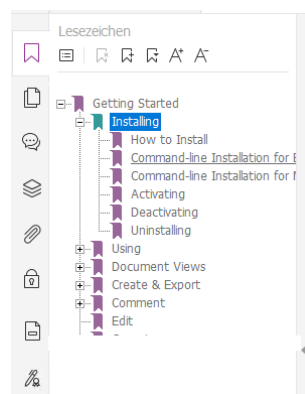 Lesezeichen
A+ A-
Getting Started
Installing
How to Install
Command-line Installation for
Command-line Installation for
Activating
Deactivating
Uninstalling
Using
Document Views
Create & Export
Comment
Edit